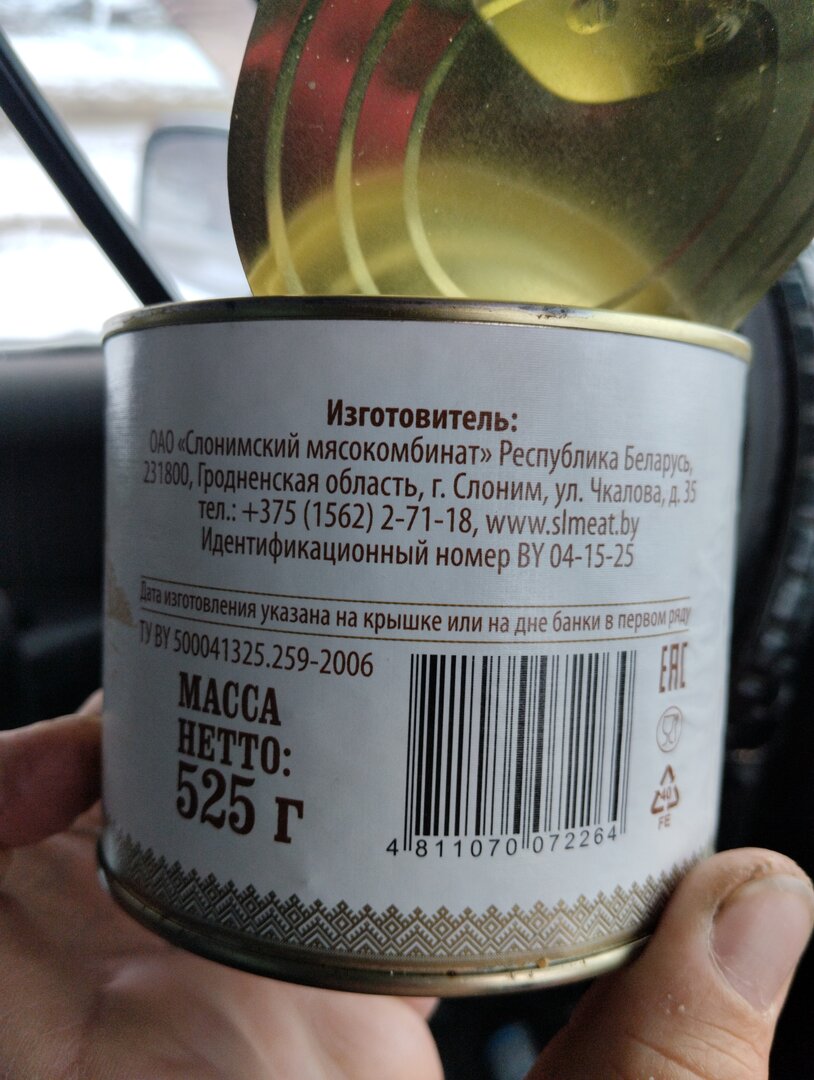 Изготовитель:
ОАО «Слонимский мясокомбинат» Республика Беларусь,
231800, Гродненская область, г. Слоним, ул. Чкалова, д. 35
тел.: +375 (1562) 2-71-18, www.slmeat.by
Идентификационный номер BY 04-15-25
Дата изготовления указана на крышке или на дне банки в первом ряду
ТУ BY 500041325.259-2006
МАССА
НЕТТО:
525 г
EAC
40
FE
4 811070 072264